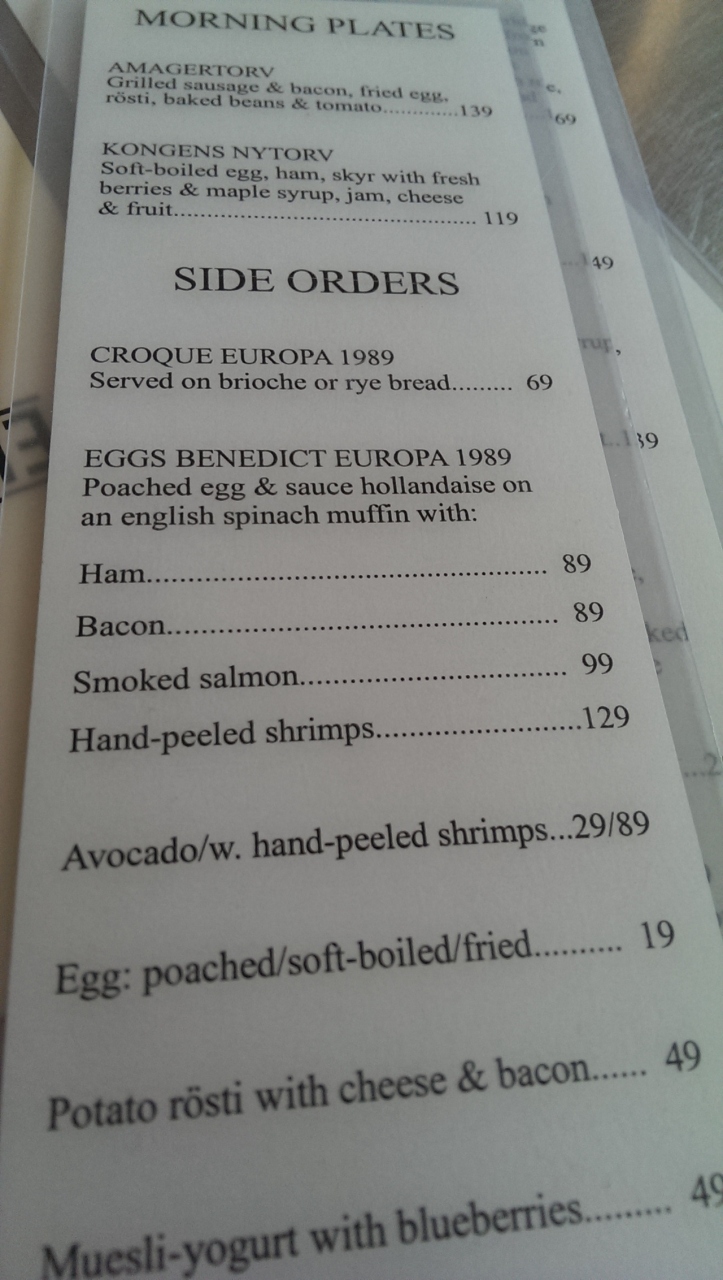 MORNING PLATES
AMAGERTORV
Grilled sausage & bacon, fried egg,
rösti, baked beans & tomato.............139
KONGENS NYTORV
Soft-boiled egg, ham, skyr with fresh
berries & maple syrup, jam, cheese
& fruit.................................................. 119
SIDE ORDERS
CROQUE EUROPA 1989
Served on brioche or rye bread......... 69
EGGS BENEDICT EUROPA 1989
Poached egg & sauce hollandaise on
an english spinach muffin with:
Ham...................................................... 89
Bacon.................................................... 89
Smoked salmon.................................... 99
Hand-peeled shrimps...........................129
Avocado/w. hand-peeled shrimps...29/89
Egg: poached/soft-boiled/fried.......... 19
Potato rösti with cheese & bacon...... 49
Muesli-yogurt with blueberries......... 49
169
149
139